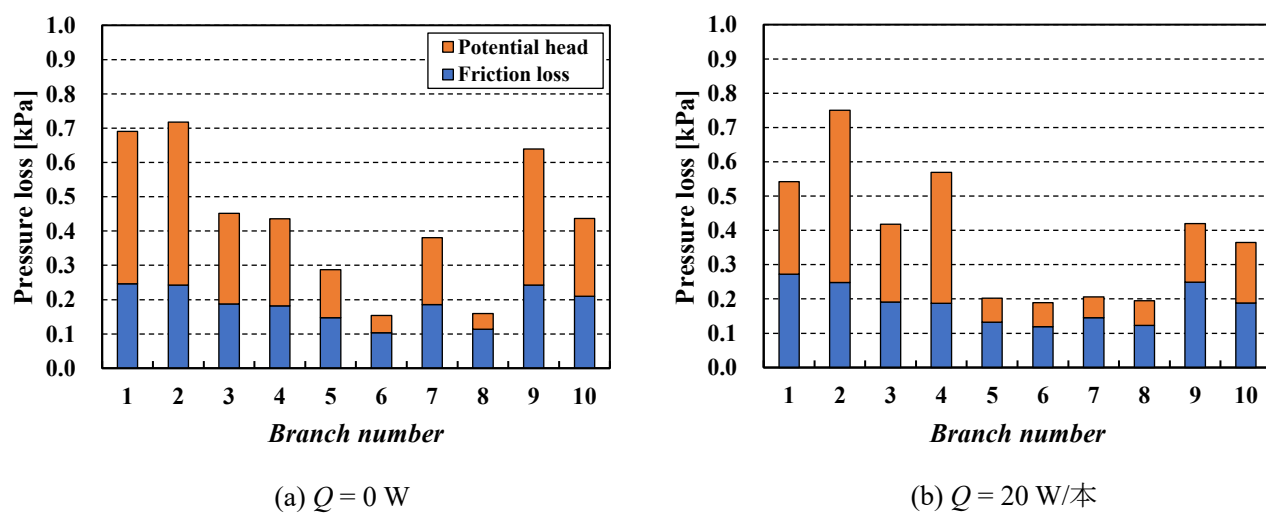 Pressure loss [kPa]
1.0
0.9
0.8
0.7
0.6
0.5
0.4
0.3
0.2
0.1
0.0
Potential head
Friction loss
1 2 3 4 5 6 7 8 9 10
Branch number
(a) Q = 0 W
Pressure loss [kPa]
1.0
0.9
0.8
0.7
0.6
0.5
0.4
0.3
0.2
0.1
0.0
1 2 3 4 5 6 7 8 9 10
Branch number
(b) Q = 20 W/本